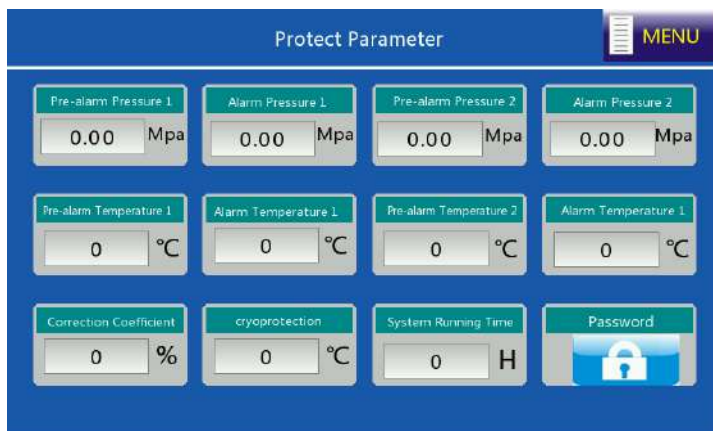 Protect Parameter
MENU
Pre-alarm Pressure 1
Alarm Pressure 1
Pre-alarm Pressure 2
Alarm Pressure 2
0.00 Mpa
0.00 Mpa
0.00 Mpa
0.00 Mpa
Pre-alarm Temperature 1
Alarm Temperature 1
Pre-alarm Temperature 2
Alarm Temperature 1
0 °C
0 °C
0 °C
0 °C
Correction Coefficient
cryoprotection
System Running Time
Password
0 %
0 °C
0 H